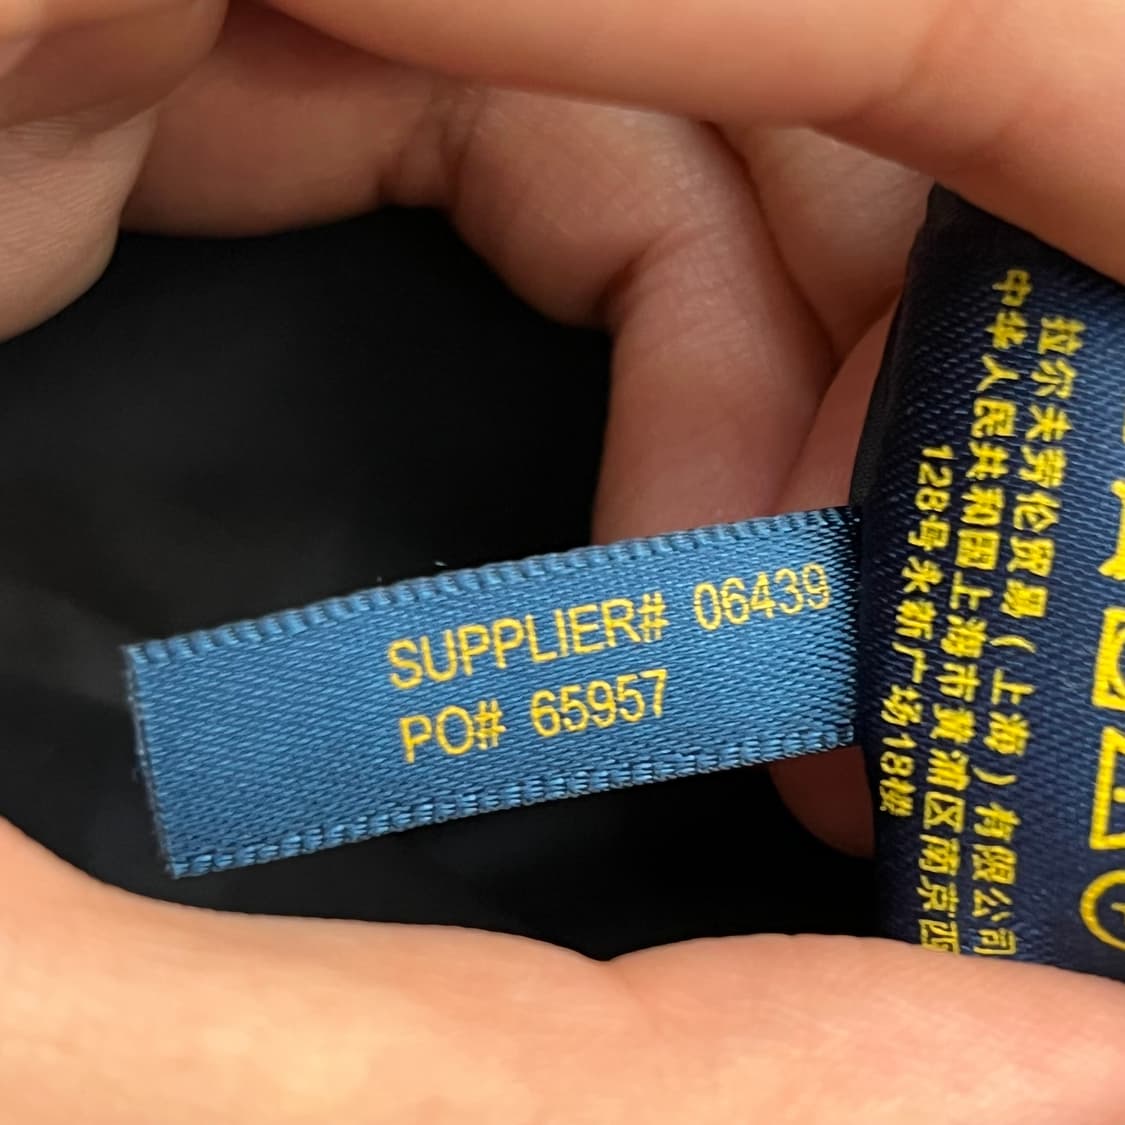 SUPPLIER# 06439
PO# 65957
拉尔夫劳伦贸易(上海)有限公司
中华人民共和国上海市黄浦区南京西
128号永新广场18楼